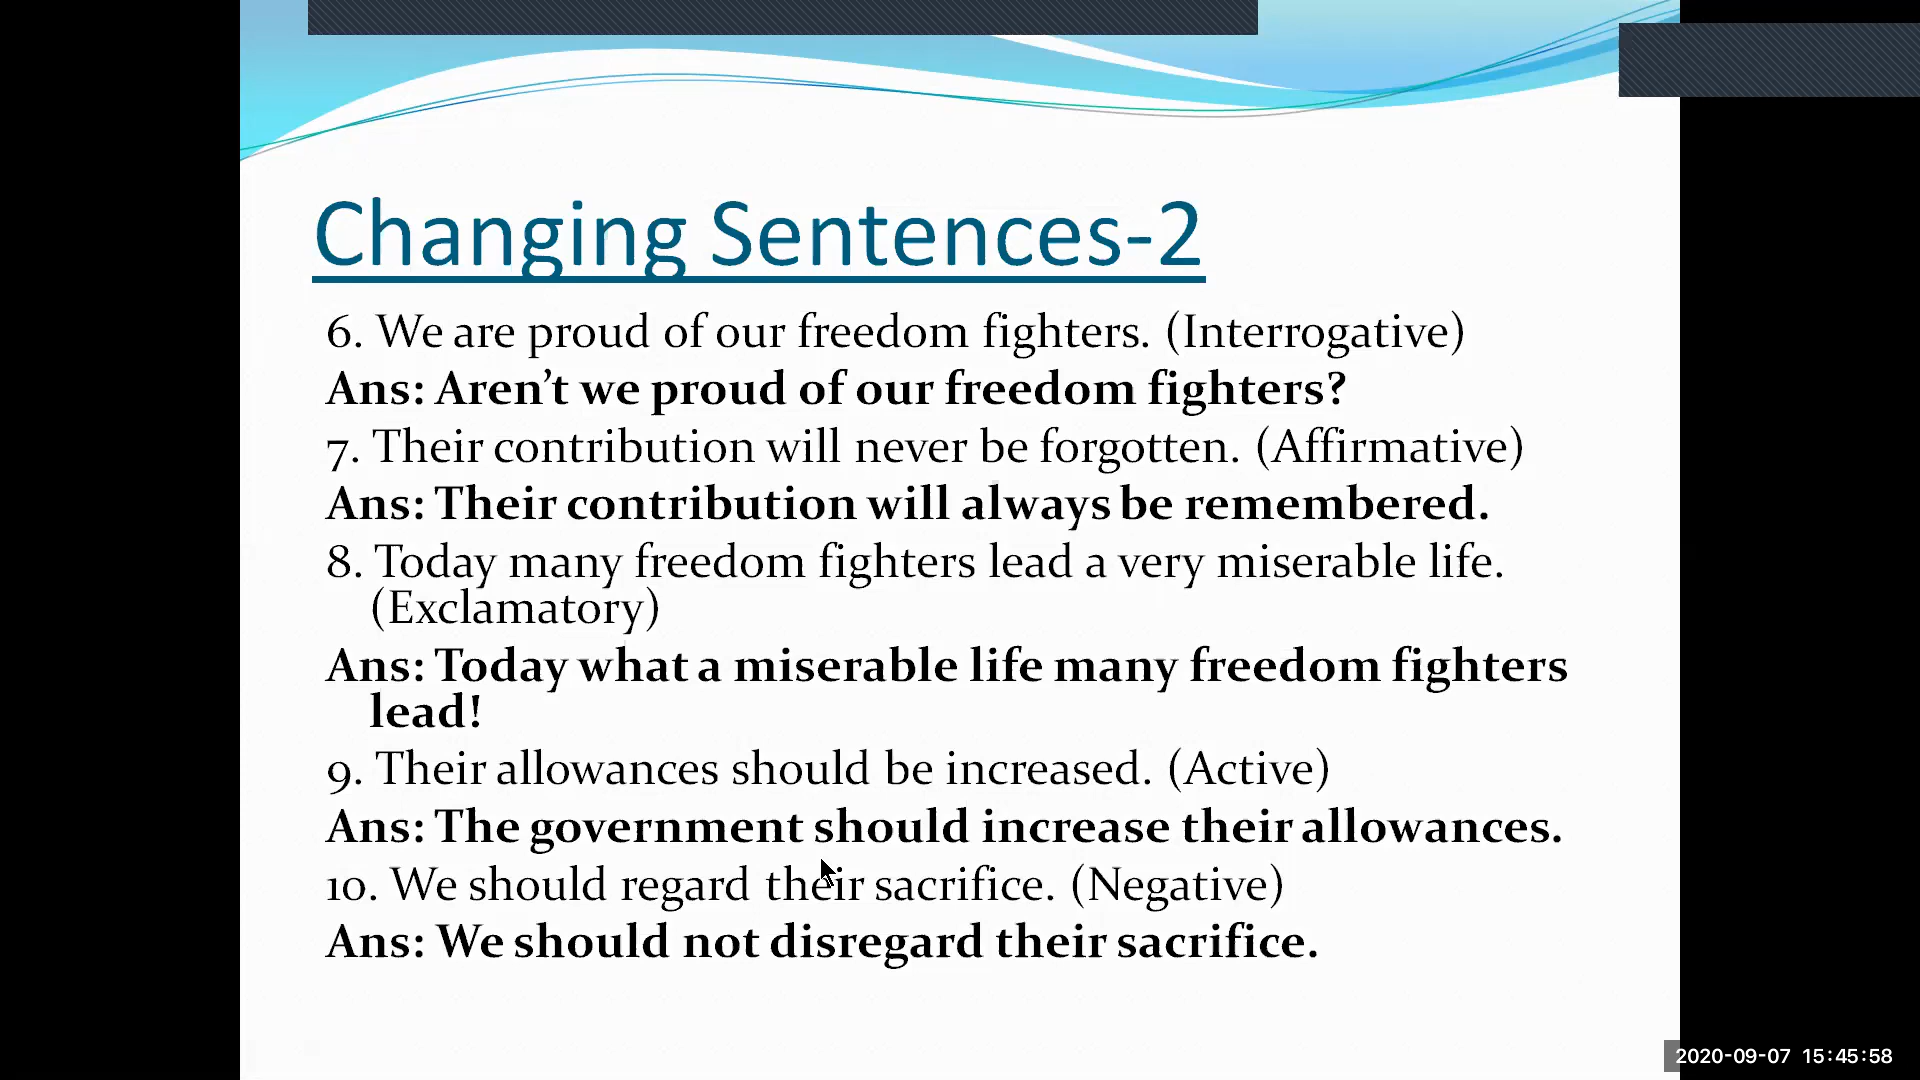 Changing Sentences-2
6. We are proud of our freedom fighters. (Interrogative)
Ans: Aren’t we proud of our freedom fighters?
7. Their contribution will never be forgotten. (Affirmative)
Ans: Their contribution will always be remembered.
8. Today many freedom fighters lead a very miserable life.
(Exclamatory)
Ans: Today what a miserable life many freedom fighters
lead!
9. Their allowances should be increased. (Active)
Ans: The government should increase their allowances.
10. We should regard their sacrifice. (Negative)
Ans: We should not disregard their sacrifice.
2020-09-07 15:45:58